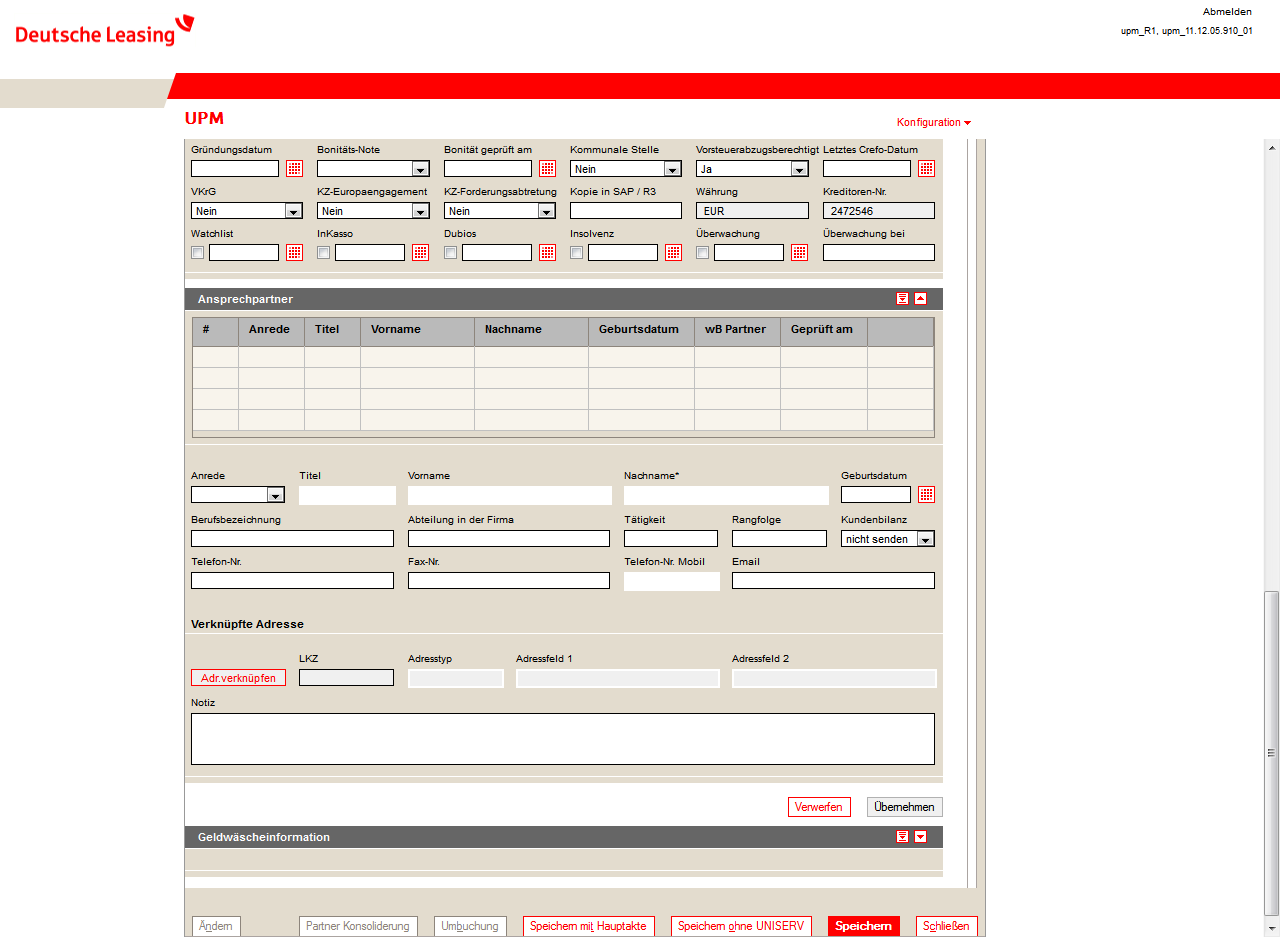 Abmelden
Deutsche Leasing
upm_R1, upm_11.12.05.910_01
UPM
Konfiguration
Gründungsdatum Bonitäts-Note Bonität geprüft am Kommunale Stelle Vorsteuerabzugsberechtigt Letztes Crefo-Datum
Nein Ja
VKrG KZ-Europaengagement KZ-Forderungsabtretung Kopie in SAP / R3 Währung Kreditoren-Nr.
Nein Nein Nein EUR 2472546
Watchlist InKasso Dubios Insolvenz Überwachung Überwachung bei
Ansprechpartner
# Anrede Titel Vorname Nachname Geburtsdatum wB Partner Geprüft am
Anrede Titel Vorname Nachname* Geburtsdatum
Berufsbezeichnung Abteilung in der Firma Tätigkeit Rangfolge Kundenbilanz
nicht senden
Telefon-Nr. Fax-Nr. Telefon-Nr. Mobil Email
Verknüpfte Adresse
LKZ Adresstyp Adressfeld 1 Adressfeld 2
Adr.verknüpfen
Notiz
Verwerfen Übernehmen
Geldwäscheinformation
Ändern Partner Konsolidierung Umbuchung Speichern mit Hauptakte Speichern ohne UNISERV Speichern Schließen